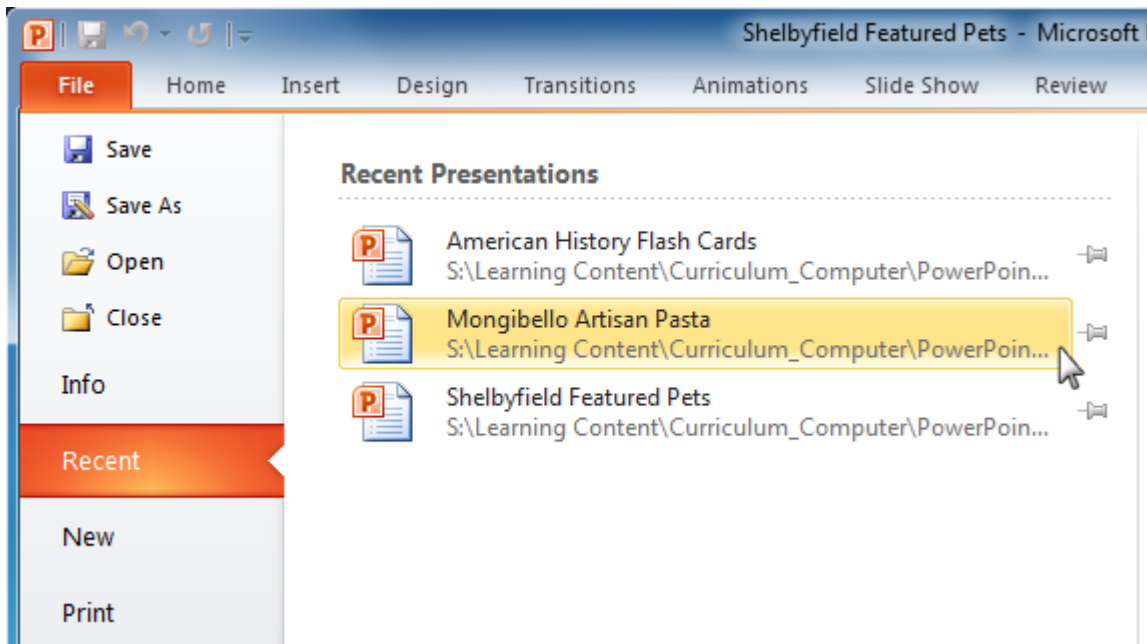 Shelbyfield Featured Pets - Microsoft
File Home Insert Design Transitions Animations Slide Show Review
Save
Save As
Open
Close
Info
Recent
New
Print
Recent Presentations
American History Flash Cards
S:\Learning Content\Curriculum_Computer\PowerPoin...
Mongibello Artisan Pasta
S:\Learning Content\Curriculum_Computer\PowerPoin...
Shelbyfield Featured Pets
S:\Learning Content\Curriculum_Computer\PowerPoin...